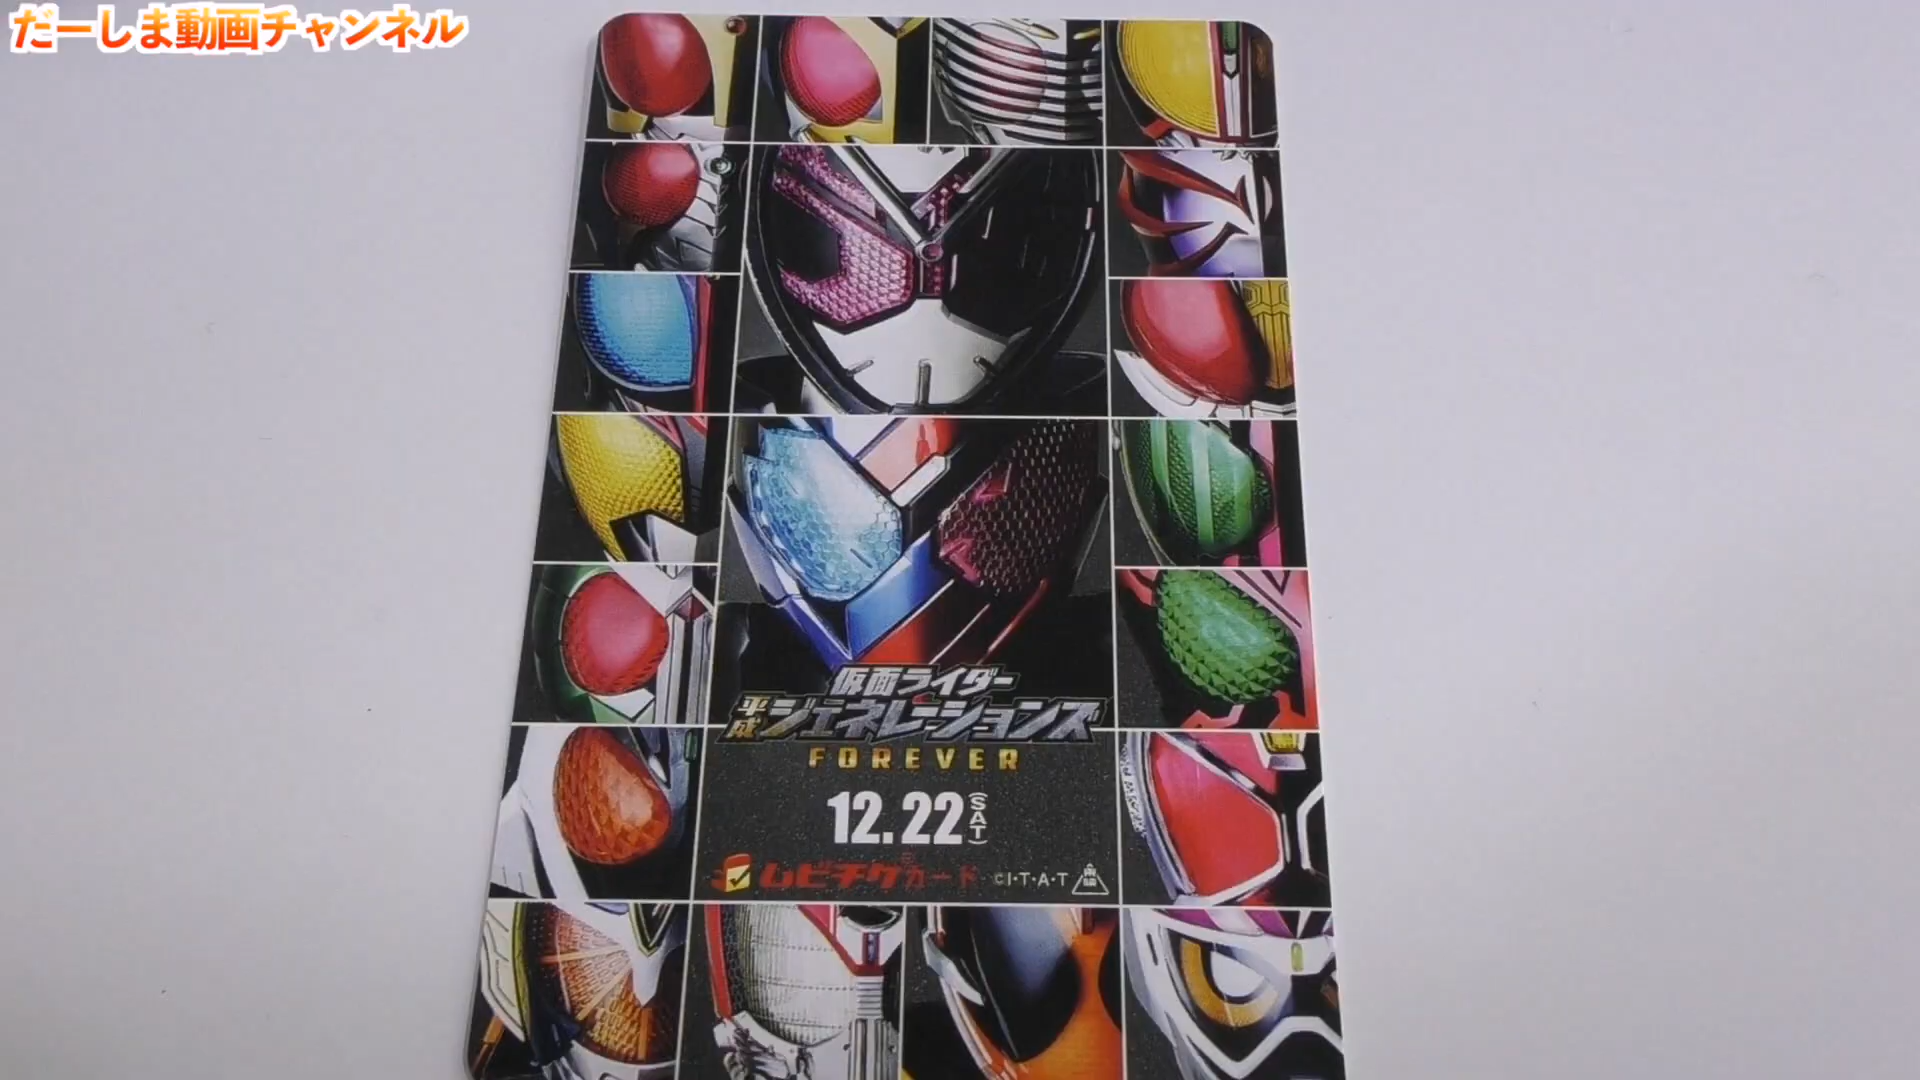 だーしま動画チャンネル
仮面ライダー
平成ジェネレーションズ
FOREVER
12.22(SAT)
ムビチケカード ©I・T・A・T